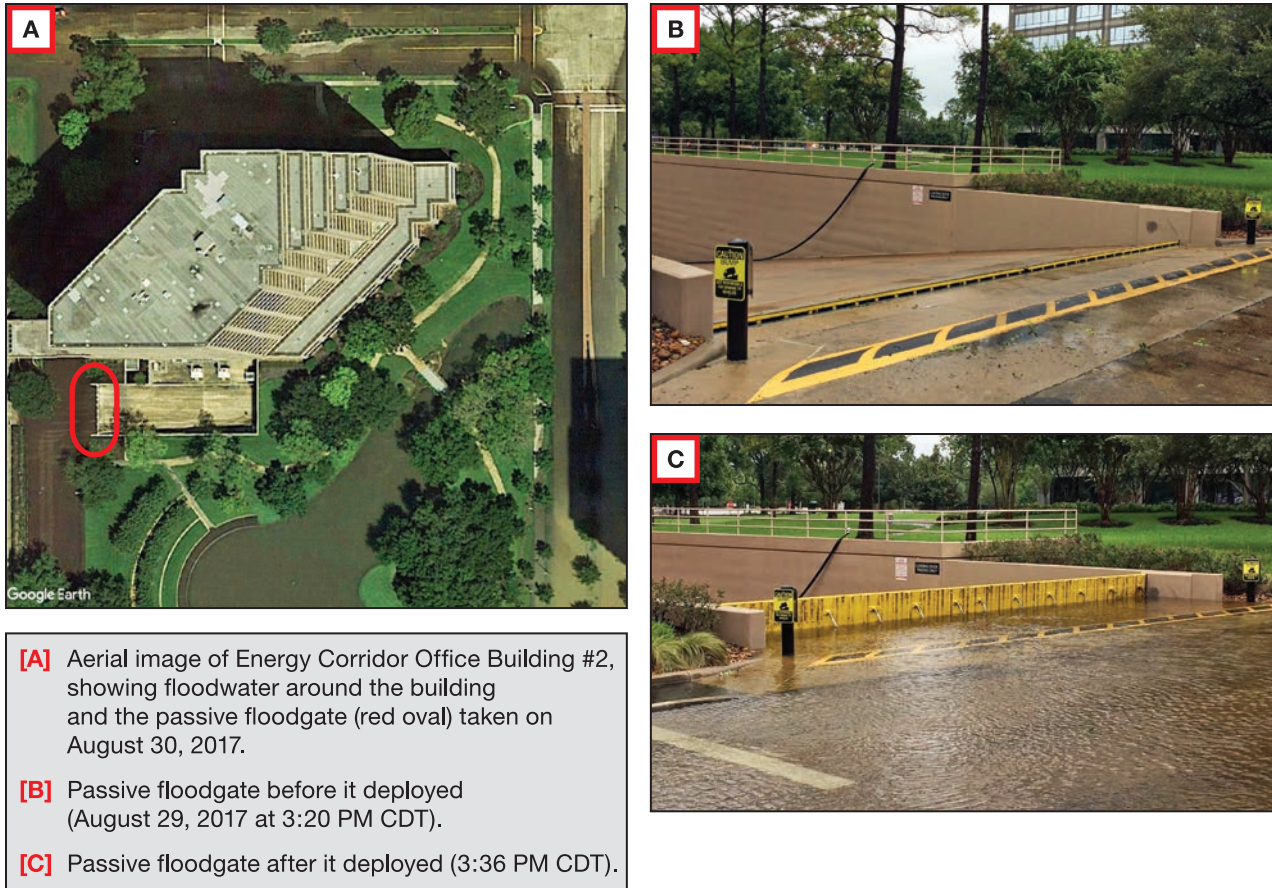 A
Google Earth
[A] Aerial image of Energy Corridor Office Building #2,
showing floodwater around the building
and the passive floodgate (red oval) taken on
August 30, 2017.
[B] Passive floodgate before it deployed
(August 29, 2017 at 3:20 PM CDT).
[C] Passive floodgate after it deployed (3:36 PM CDT).
B
CAUTION
BUMP
C